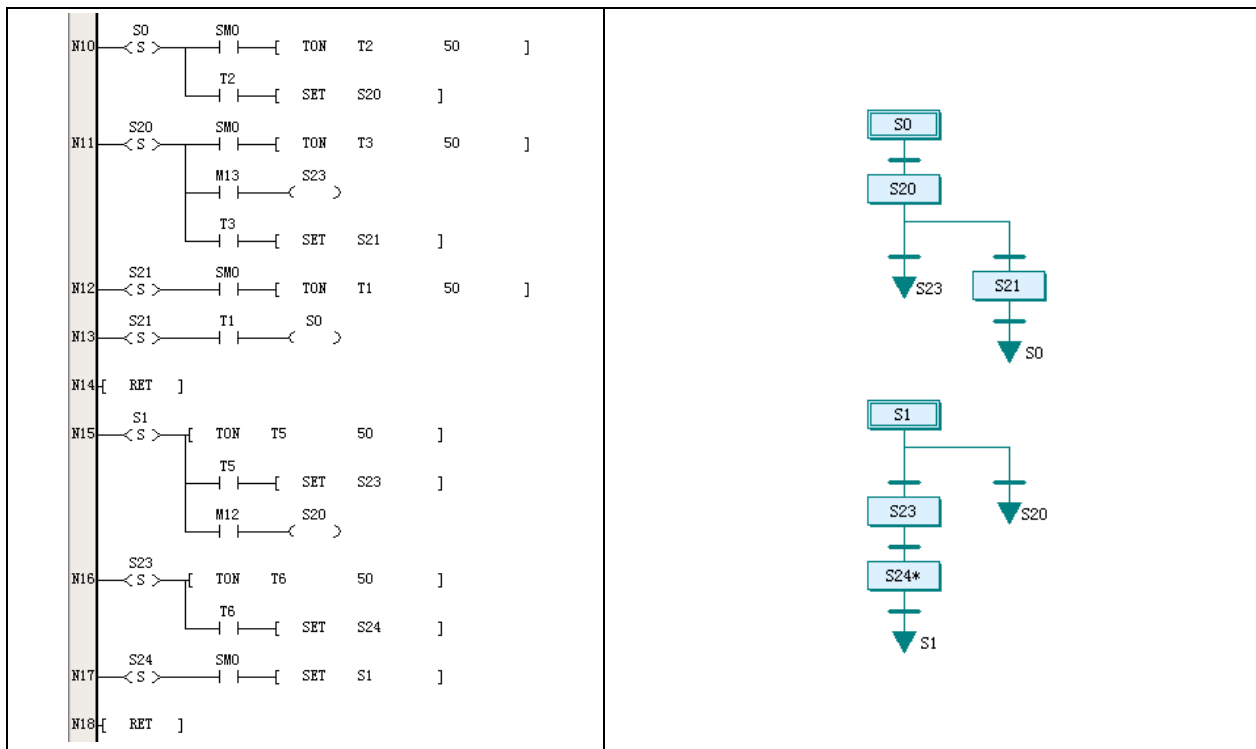 S0 SM0
N10 S [ TON T2 50 ]
T2
[ SET S20 ]
S20 SM0
N11 S [ TON T3 50 ]
M13 S23
T3
[ SET S21 ]
S21 SM0
N12 S [ TON T1 50 ]
S21 T1 S0
N13 S
N14 [ RET ]
S1
N15 S [ TON T5 50 ]
T5
[ SET S23 ]
M12 S20
S23
N16 S [ TON T6 50 ]
T6
[ SET S24 ]
S24 SM0
N17 S [ SET S1 ]
N18 [ RET ]
S0
S20
S23 S21
S0
S1
S23 S20
S24*
S1